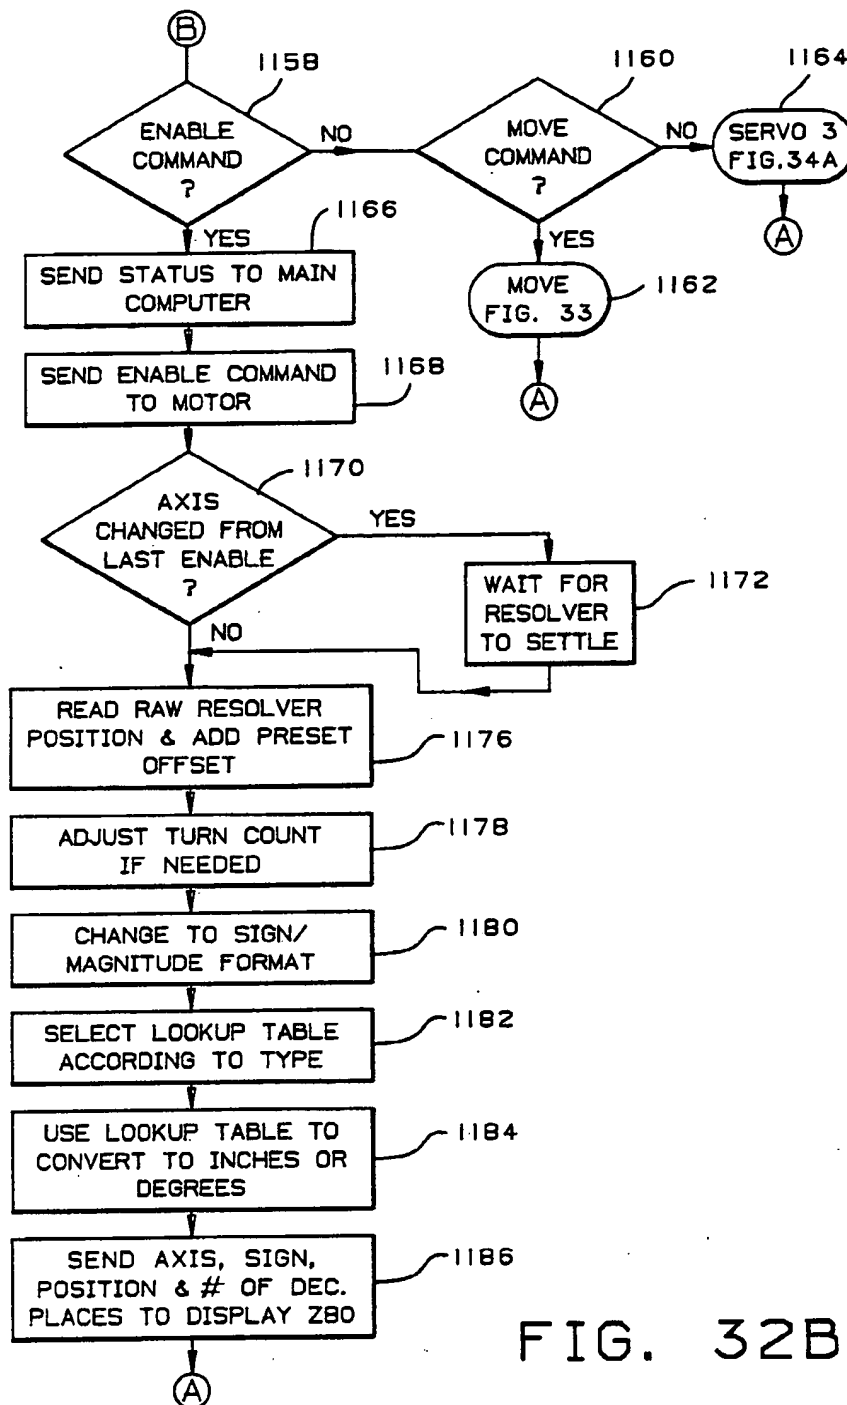 B
1158
ENABLE
COMMAND
?
NO
YES
1160
MOVE
COMMAND
?
NO
YES
1164
SERVO 3
FIG.34A
A
MOVE
FIG. 33
1162
A
1166
SEND STATUS TO MAIN
COMPUTER
SEND ENABLE COMMAND
TO MOTOR
1168
1170
AXIS
CHANGED FROM
LAST ENABLE
?
YES
NO
WAIT FOR
RESOLVER
TO SETTLE
1172
READ RAW RESOLVER
POSITION & ADD PRESET
OFFSET
1176
ADJUST TURN COUNT
IF NEEDED
1178
CHANGE TO SIGN/
MAGNITUDE FORMAT
1180
SELECT LOOKUP TABLE
ACCORDING TO TYPE
1182
USE LOOKUP TABLE TO
CONVERT TO INCHES OR
DEGREES
1184
SEND AXIS, SIGN,
POSITION & # OF DEC.
PLACES TO DISPLAY Z80
1186
A
FIG. 32B